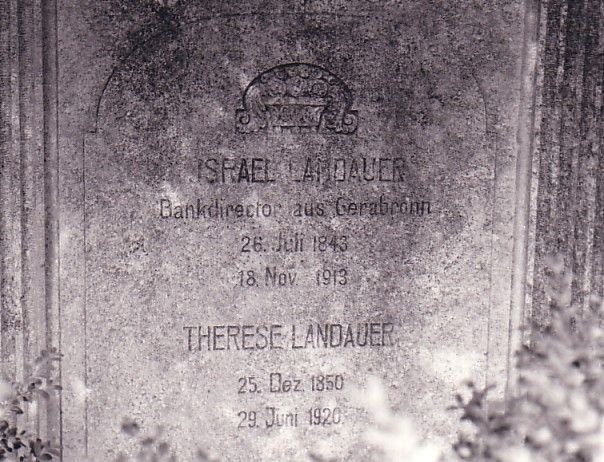 ISRAEL LANDAUER
Bankdirector aus Gerabronn
26. Juli 1843
18. Nov. 1913
THERESE LANDAUER
25. Dez. 1850
29. Juni 1920